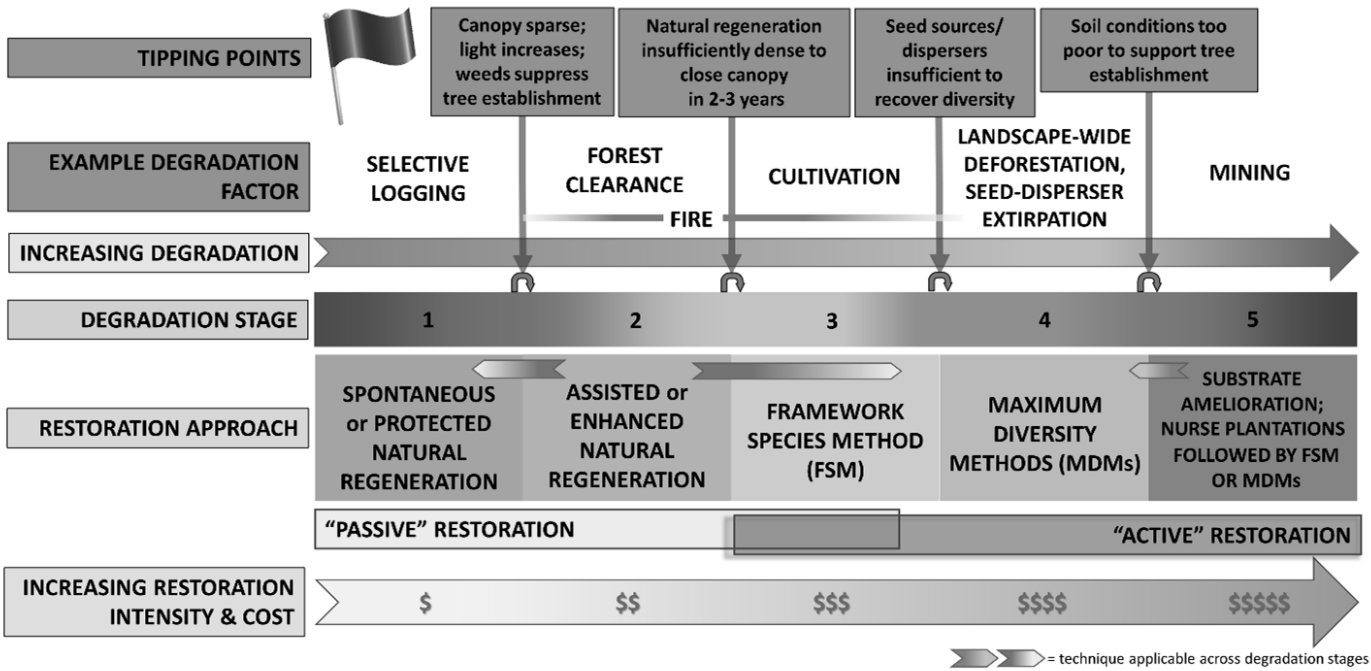 TIPPING POINTS
Canopy sparse;
light increases;
weeds suppress
tree establishment
Natural regeneration
insufficiently dense to
close canopy
in 2-3 years
Seed sources/
dispersers
insufficient to
recover diversity
Soil conditions too
poor to support tree
establishment
EXAMPLE DEGRADATION
FACTOR
SELECTIVE
LOGGING
FOREST
CLEARANCE
FIRE
CULTIVATION
LANDSCAPE-WIDE
DEFORESTATION,
SEED-DISPERSER
EXTIRPATION
MINING
INCREASING DEGRADATION
DEGRADATION STAGE
1
2
3
4
5
RESTORATION APPROACH
SPONTANEOUS
or PROTECTED
NATURAL
REGENERATION
ASSISTED or
ENHANCED
NATURAL
REGENERATION
FRAMEWORK
SPECIES METHOD
(FSM)
MAXIMUM
DIVERSITY
METHODS (MDMs)
SUBSTRATE
AMELIORATION;
NURSE PLANTATIONS
FOLLOWED BY FSM
OR MDMs
“PASSIVE” RESTORATION
“ACTIVE” RESTORATION
INCREASING RESTORATION
INTENSITY & COST
$
$$
$$$
$$$$
$$$$$
= technique applicable across degradation stages